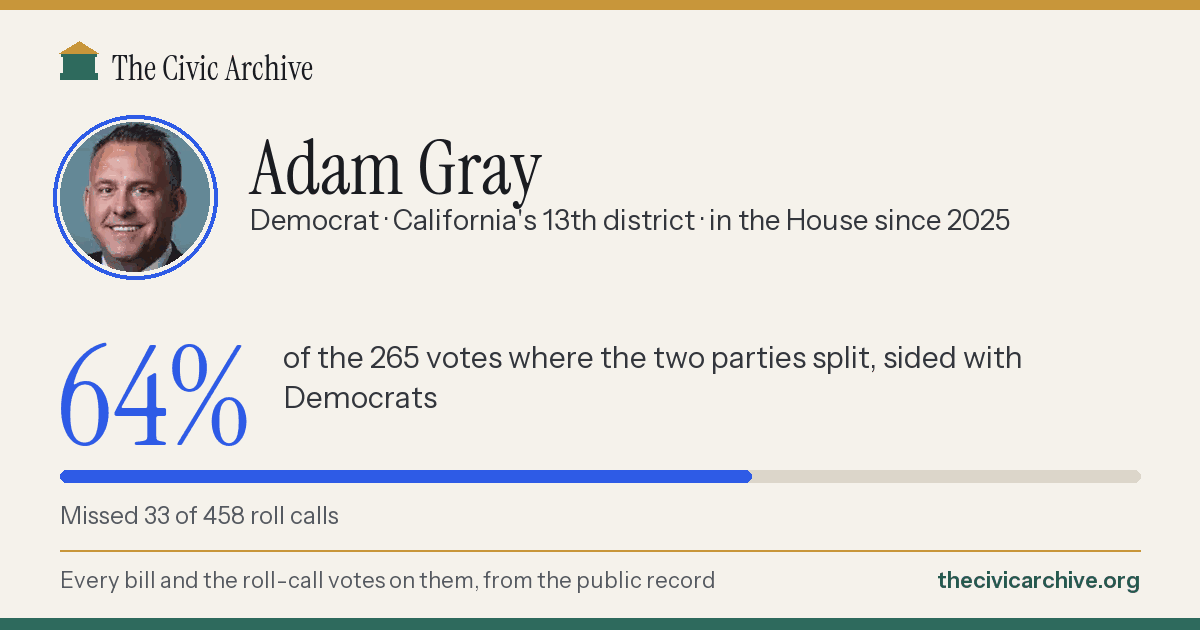 The Civic Archive
Adam Gray
Democrat · California's 13th district · in the House since 2025
64%
of the 265 votes where the two parties split, sided with
Democrats
Missed 33 of 458 roll calls
Every bill and the roll-call votes on them, from the public record
thecivicarchive.org